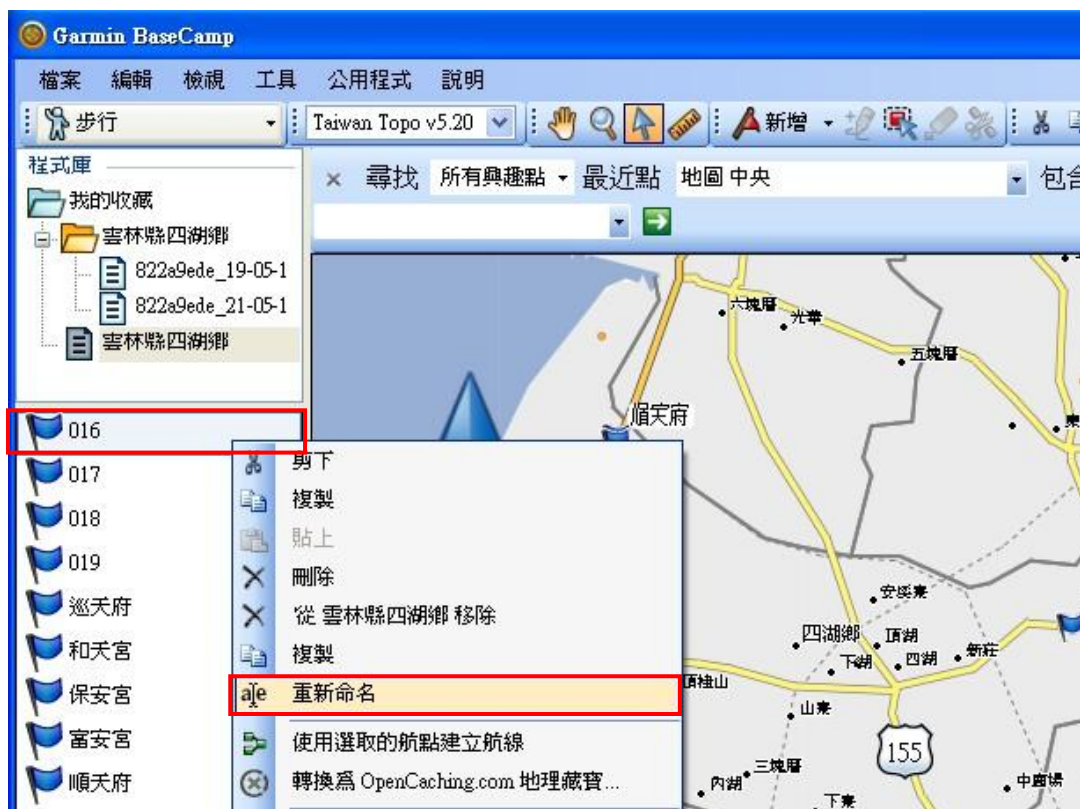 Garmin BaseCamp
檔案 編輯 檢視 工具 公用程式 說明
步行 Taiwan Topo v5.20 新增
程式庫
尋找 所有興趣點 最近點 地圖 中央
我的收藏
雲林縣四湖鄉
822a9ede_19-05-1
822a9ede_21-05-1
雲林縣四湖鄉
016
017
018
019
巡天府
和天宮
保安宮
富安宮
順天府
剪下
複製
貼上
刪除
從 雲林縣四湖鄉 移除
複製
重新命名
使用選取的航點建立航線
轉換為 OpenCaching.com 地理藏寶...
六塊厝
光華
五塊厝
順天府
安溪寮
四湖鄉
頂湖
下湖
四湖
新莊
山寮
155
三塊厝
內湖
下寮